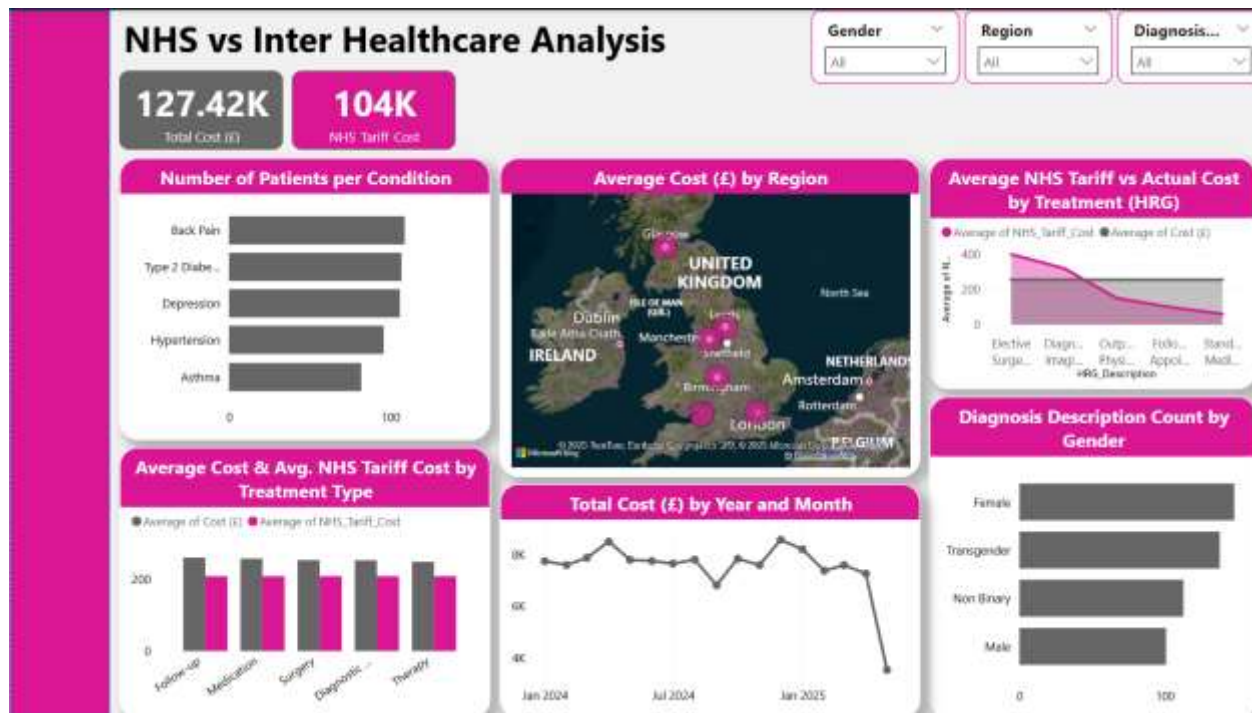 NHS vs Inter Healthcare Analysis
Gender
All
Region
All
Diagnosis...
All
127.42K
Total Cost (£)
104K
NHS Tariff Cost
Number of Patients per Condition
Back Pain
Type 2 Diabe...
Depression
Hypertension
Asthma
0
100
Average Cost (£) by Region
Glasgow
UNITED
KINGDOM
North Sea
ISLE OF MAN
Dublin
Baile Átha Cliath
Leeds
Manchester
Sheffield
IRELAND
NETHERLANDS
Birmingham
Amsterdam
Rotterdam
London
BELGIUM
Microsoft Bing
Average NHS Tariff vs Actual Cost
by Treatment (HRG)
Average of NHS_Tariff_Cost
Average of Cost (£)
Average of N...
400
200
0
Elective
Surge...
Diagn...
Imagi...
Outp...
Physi...
Follo...
Appoi...
Stand...
Medi...
HRG_Description
Average Cost & Avg. NHS Tariff Cost by
Treatment Type
Average of Cost (£)
Average of NHS_Tariff_Cost
200
0
Follow-up
Medication
Surgery
Diagnostic ...
Therapy
Total Cost (£) by Year and Month
8K
6K
4K
Jan 2024
Jul 2024
Jan 2025
Diagnosis Description Count by
Gender
Female
Transgender
Non Binary
Male
0
100